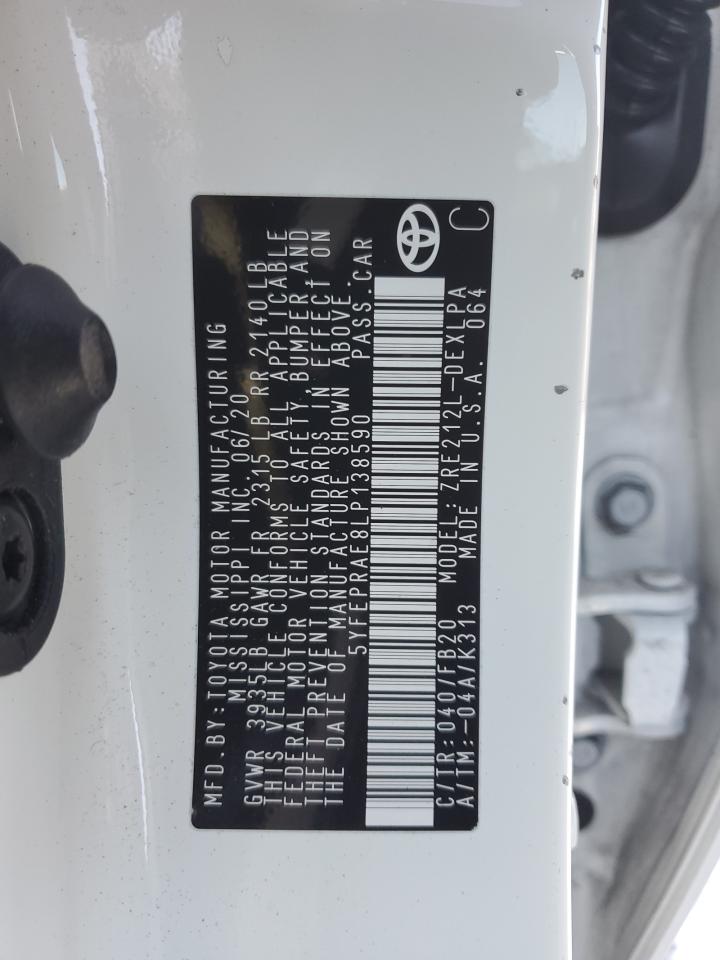 MFD.BY:TOYOTA MOTOR MANUFACTURING
MISSISSIPPI INC. 06/20
GVWR 3935LB GAWR FR 2315 LB RR 2140LB
THIS VEHICLE CONFORMS TO ALL APPLICABLE
FEDERAL MOTOR VEHICLE SAFETY, BUMPER, AND
THEFT PREVENTION STANDARDS IN EFFECT ON
THE DATE OF MANUFACTURE SHOWN ABOVE.
5YFEPRAE8LP138590 PASS.CAR
C/TR:040/FB20 MODEL:ZRE212L-DEXLPA
A/TM:-04A/K313 MADE IN U.S.A. 064
C